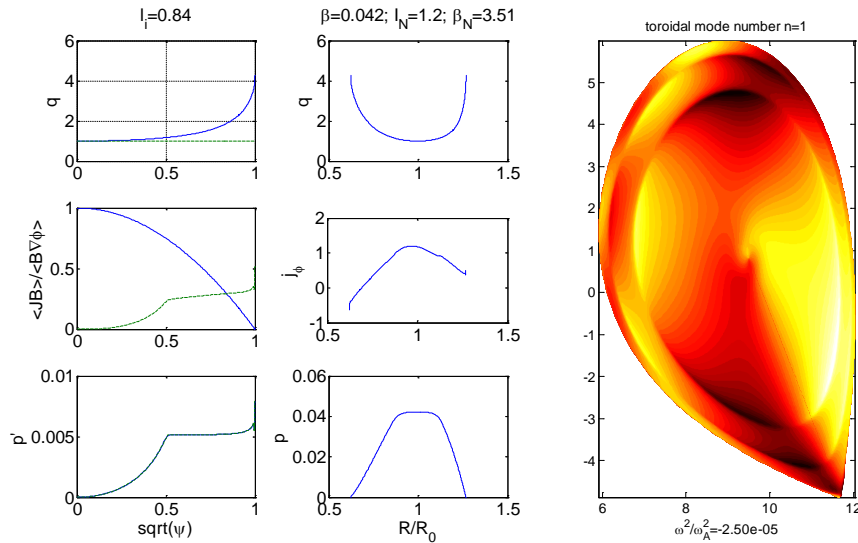 l_i=0.84
6
4
2
0
q
0 0.5 1
1
0.5
0
<JB>/<B∇ϕ>
0 0.5 1
0.01
0.005
0
p'
0 0.5 1
sqrt(ψ)
β=0.042; I_N=1.2; β_N=3.51
6
4
2
0
q
0.5 1 1.5
2
1
0
-1
j_ϕ
0.5 1 1.5
0.06
0.04
0.02
0
p
0.5 1 1.5
R/R_0
toroidal mode number n=1
5
4
3
2
1
0
-1
-2
-3
-4
6 8 10 12
ω²/ω_A²=-2.50e-05